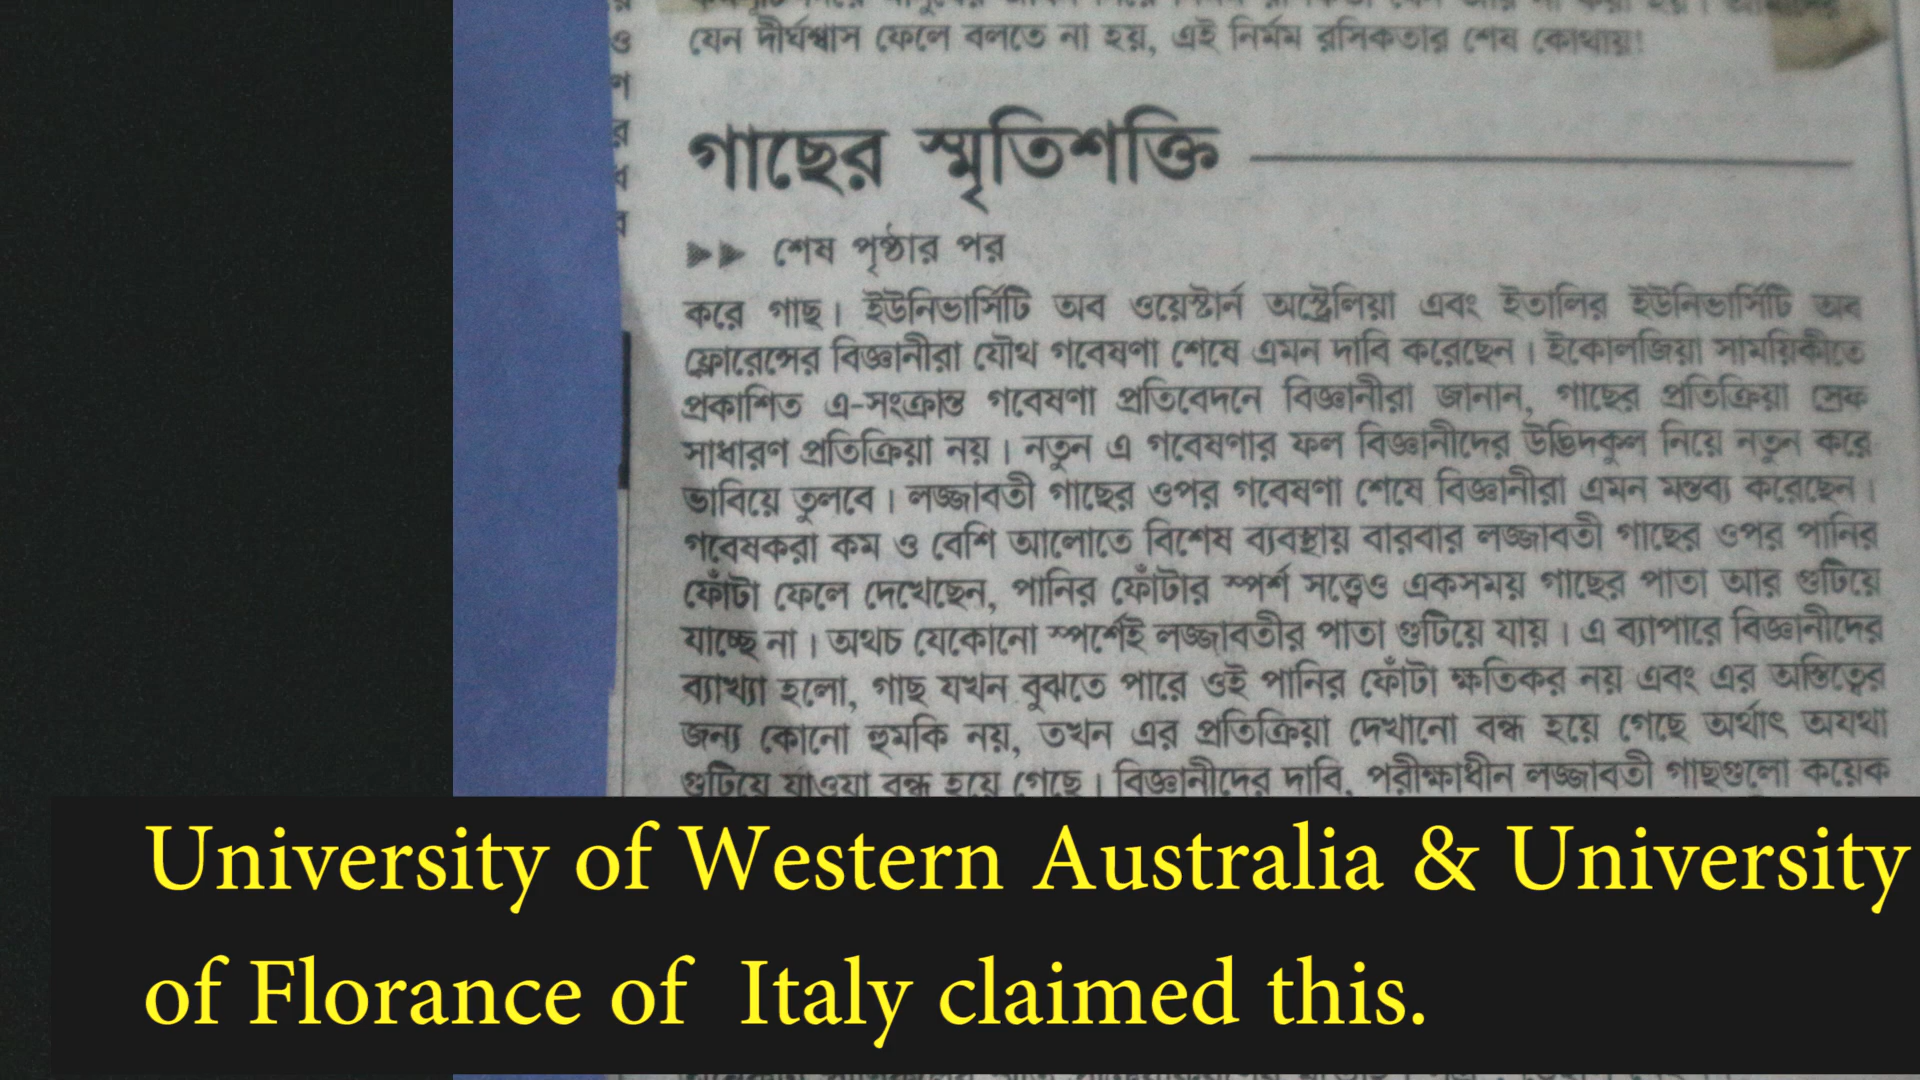 যেন দীর্ঘশ্বাস ফেলে বলতে না হয়, এই নির্মম রসিকতার শেষ কোথায়!
গাছের স্মৃতিশক্তি
শেষ পৃষ্ঠার পর
করে গাছ। ইউনিভার্সিটি অব ওয়েস্টার্ন অস্ট্রেলিয়া এবং ইতালির ইউনিভার্সিটি অব
ফ্লোরেন্সের বিজ্ঞানীরা যৌথ গবেষণা শেষে এমন দাবি করেছেন। ইকোলজিয়া সাময়িকীতে
প্রকাশিত এ-সংক্রান্ত গবেষণা প্রতিবেদনে বিজ্ঞানীরা জানান, গাছের প্রতিক্রিয়া স্রেফ
সাধারণ প্রতিক্রিয়া নয়। নতুন এ গবেষণার ফল বিজ্ঞানীদের উদ্ভিদকুল নিয়ে নতুন করে
ভাবিয়ে তুলবে। লজ্জাবতী গাছের ওপর গবেষণা শেষে বিজ্ঞানীরা এমন মন্তব্য করেছেন।
গবেষকরা কম ও বেশি আলোতে বিশেষ ব্যবস্থায় বারবার লজ্জাবতী গাছের ওপর পানির
ফোঁটা ফেলে দেখেছেন, পানির ফোঁটার স্পর্শ সত্ত্বেও একসময় গাছের পাতা আর গুটিয়ে
যাচ্ছে না। অথচ যেকোনো স্পর্শেই লজ্জাবতীর পাতা গুটিয়ে যায়। এ ব্যাপারে বিজ্ঞানীদের
ব্যাখ্যা হলো, গাছ যখন বুঝতে পারে ওই পানির ফোঁটা ক্ষতিকর নয় এবং এর অস্তিত্বের
জন্য কোনো হুমকি নয়, তখন এর প্রতিক্রিয়া দেখানো বন্ধ হয়ে গেছে অর্থাৎ অযথা
গুটিয়ে যাওয়া বন্ধ হয়ে গেছে। বিজ্ঞানীদের দাবি, পরীক্ষাধীন লজ্জাবতী গাছগুলো কয়েক
University of Western Australia & University
of Florance of Italy claimed this.